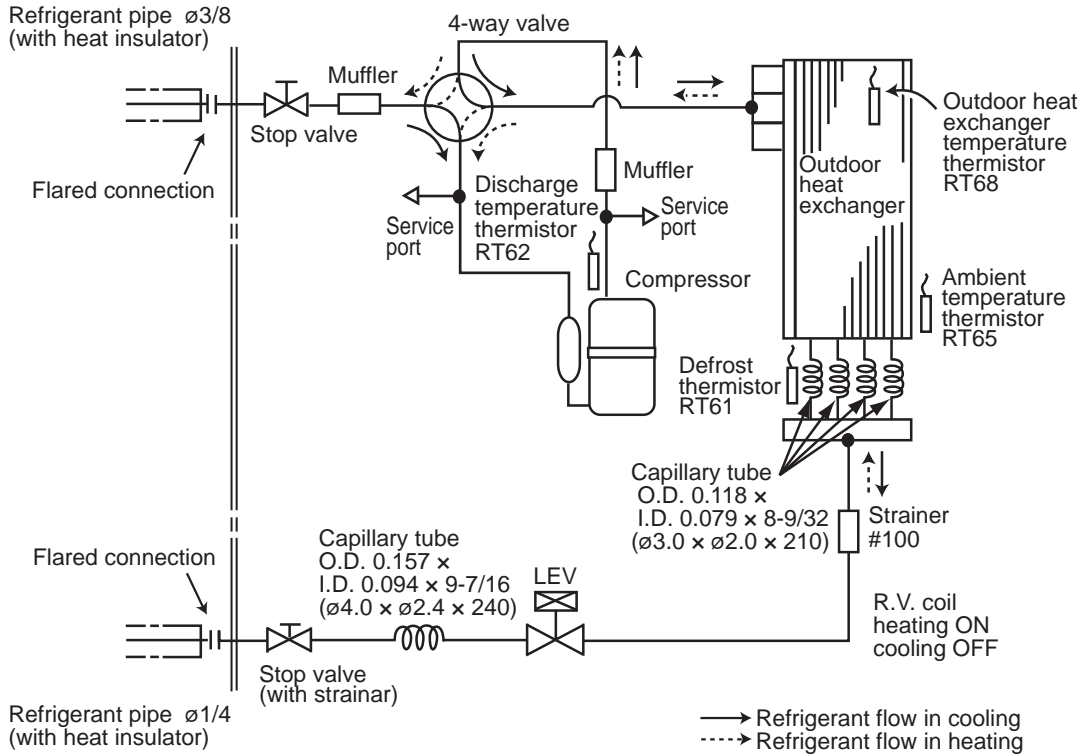 Refrigerant pipe ø3/8
(with heat insulator)
4-way valve
Muffler
Stop valve
Flared connection
Service
port
Discharge
temperature
thermistor
RT62
Muffler
Service
port
Compressor
Outdoor
heat
exchanger
Outdoor heat
exchanger
temperature
thermistor
RT68
Ambient
temperature
thermistor
RT65
Defrost
thermistor
RT61
Capillary tube
O.D. 0.118 ×
I.D. 0.079 × 8-9/32
(ø3.0 × ø2.0 × 210)
Strainer
#100
Flared connection
Capillary tube
O.D. 0.157 ×
I.D. 0.094 × 9-7/16
(ø4.0 × ø2.4 × 240)
LEV
R.V. coil
heating ON
cooling OFF
Stop valve
(with strainar)
Refrigerant pipe ø1/4
(with heat insulator)
Refrigerant flow in cooling
Refrigerant flow in heating